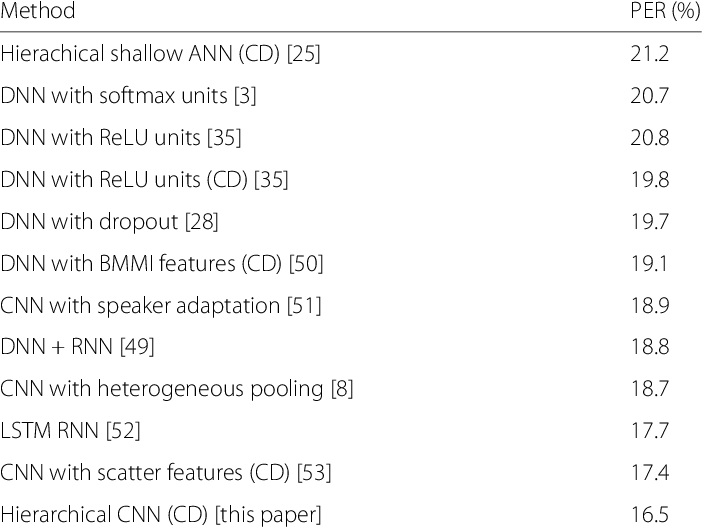 Method PER (%)
Hierachical shallow ANN (CD) [25] 21.2
DNN with softmax units [3] 20.7
DNN with ReLU units [35] 20.8
DNN with ReLU units (CD) [35] 19.8
DNN with dropout [28] 19.7
DNN with BMMI features (CD) [50] 19.1
CNN with speaker adaptation [51] 18.9
DNN + RNN [49] 18.8
CNN with heterogeneous pooling [8] 18.7
LSTM RNN [52] 17.7
CNN with scatter features (CD) [53] 17.4
Hierarchical CNN (CD) [this paper] 16.5